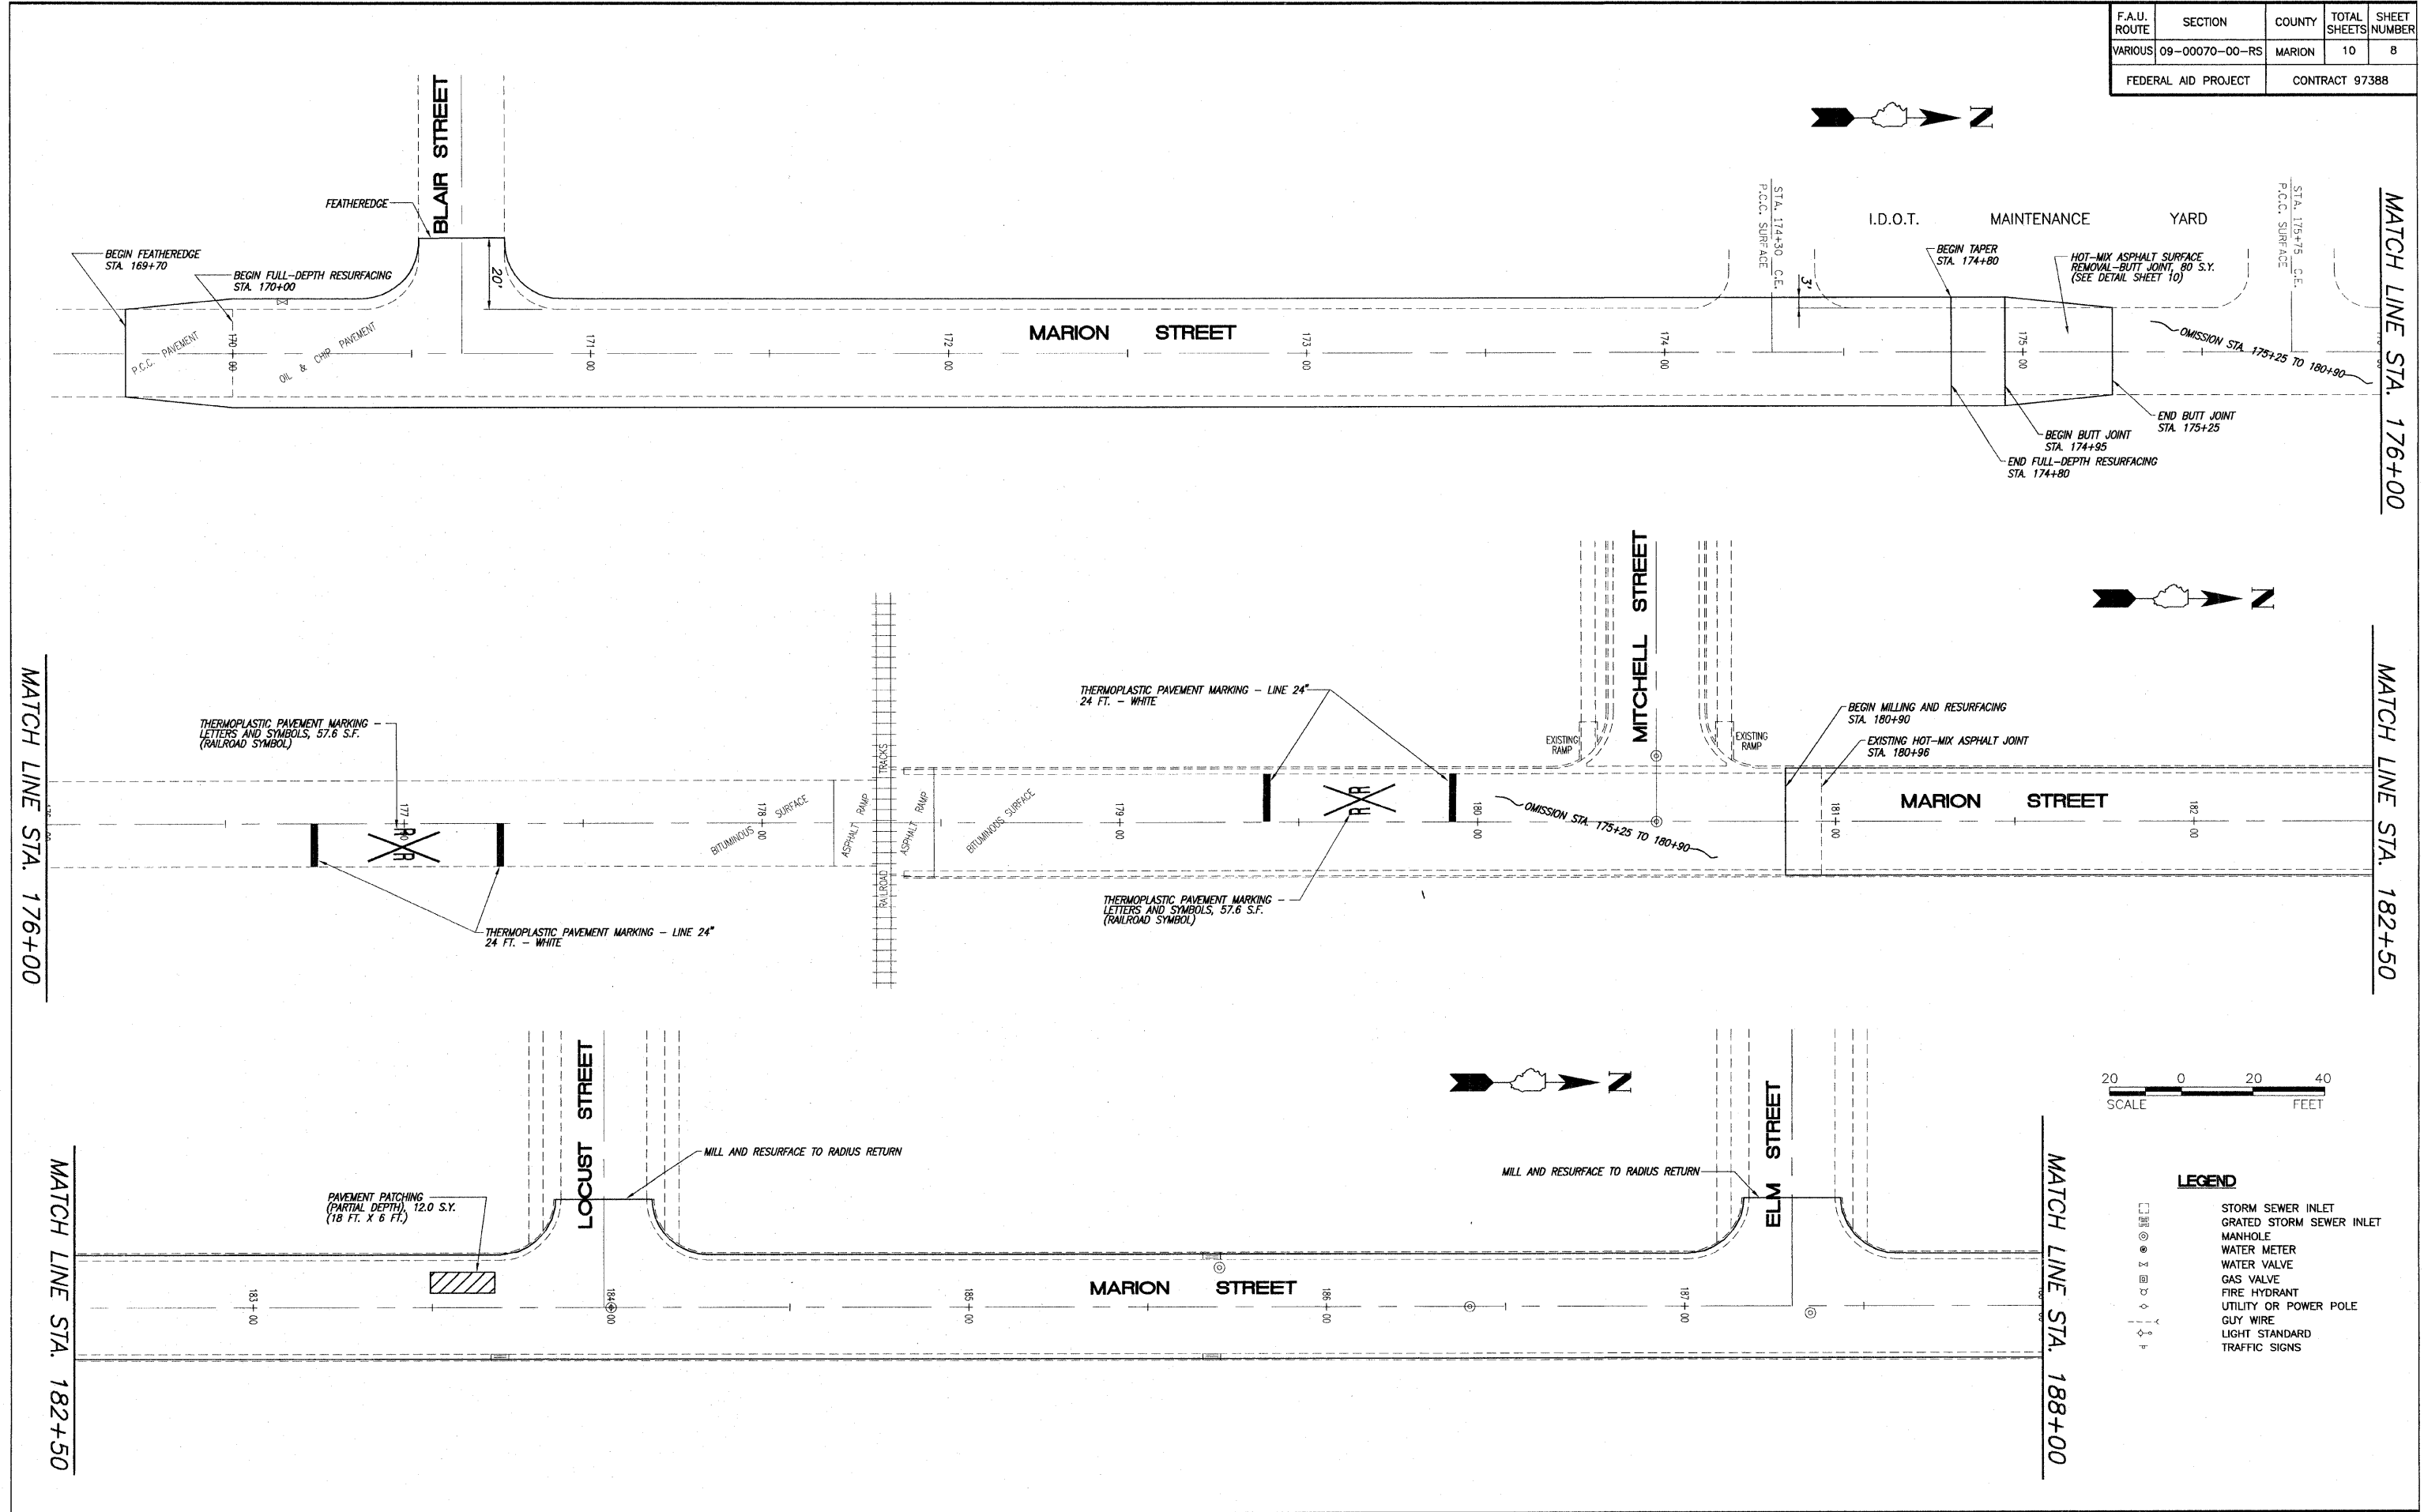 F.A.U. ROUTE
SECTION
COUNTY
TOTAL SHEETS
SHEET NUMBER
VARIOUS
09-00070-00-RS
MARION
10
8
FEDERAL AID PROJECT
CONTRACT 97388
BLAIR STREET
FEATHEREDGE
BEGIN FEATHEREDGE
STA. 169+70
BEGIN FULL-DEPTH RESURFACING
STA. 170+00
20'
P.C.C. PAVEMENT
OIL & CHIP PAVEMENT
170+00
171+00
172+00
MARION STREET
173+00
174+00
STA. 174+30 C.E.
P.C.C. SURFACE
3'
I.D.O.T. MAINTENANCE YARD
N
STA. 175+75 C.E.
P.C.C. SURFACE
BEGIN TAPER
STA. 174+80
HOT-MIX ASPHALT SURFACE
REMOVAL-BUTT JOINT, 80 S.Y.
(SEE DETAIL SHEET 10)
175+00
OMISSION STA. 175+25 TO 180+90
END BUTT JOINT
STA. 175+25
BEGIN BUTT JOINT
STA. 174+95
END FULL-DEPTH RESURFACING
STA. 174+80
MATCH LINE STA. 176+00
MATCH LINE STA. 176+00
THERMOPLASTIC PAVEMENT MARKING -
LETTERS AND SYMBOLS, 57.6 S.F.
(RAILROAD SYMBOL)
177+00
R R
THERMOPLASTIC PAVEMENT MARKING - LINE 24"
24 FT. - WHITE
178+00
BITUMINOUS SURFACE
ASPHALT RAMP
RAILROAD TRACKS
ASPHALT RAMP
BITUMINOUS SURFACE
179+00
THERMOPLASTIC PAVEMENT MARKING - LINE 24"
24 FT. - WHITE
R R
THERMOPLASTIC PAVEMENT MARKING -
LETTERS AND SYMBOLS, 57.6 S.F.
(RAILROAD SYMBOL)
180+00
OMISSION STA. 175+25 TO 180+90
EXISTING
RAMP
MITCHELL STREET
EXISTING
RAMP
BEGIN MILLING AND RESURFACING
STA. 180+90
EXISTING HOT-MIX ASPHALT JOINT
STA. 180+96
181+00
MARION STREET
182+00
N
MATCH LINE STA. 182+50
MATCH LINE STA. 182+50
183+00
PAVEMENT PATCHING
(PARTIAL DEPTH), 12.0 S.Y.
(18 FT. X 6 FT.)
LOCUST STREET
184+00
MILL AND RESURFACE TO RADIUS RETURN
185+00
MARION STREET
186+00
N
MILL AND RESURFACE TO RADIUS RETURN
187+00
ELM STREET
MATCH LINE STA. 188+00
20 0 20 40
SCALE FEET
LEGEND
STORM SEWER INLET
GRATED STORM SEWER INLET
MANHOLE
WATER METER
WATER VALVE
GAS VALVE
FIRE HYDRANT
UTILITY OR POWER POLE
GUY WIRE
LIGHT STANDARD
TRAFFIC SIGNS